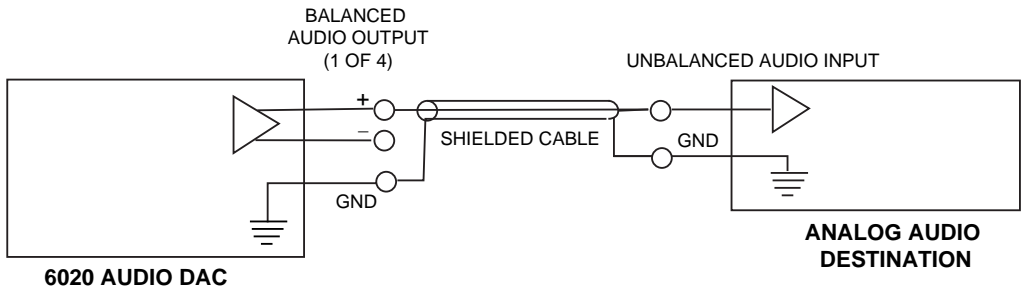 BALANCED
AUDIO OUTPUT
(1 OF 4)
UNBALANCED AUDIO INPUT
+
–
SHIELDED CABLE
GND
GND
6020 AUDIO DAC
ANALOG AUDIO
DESTINATION